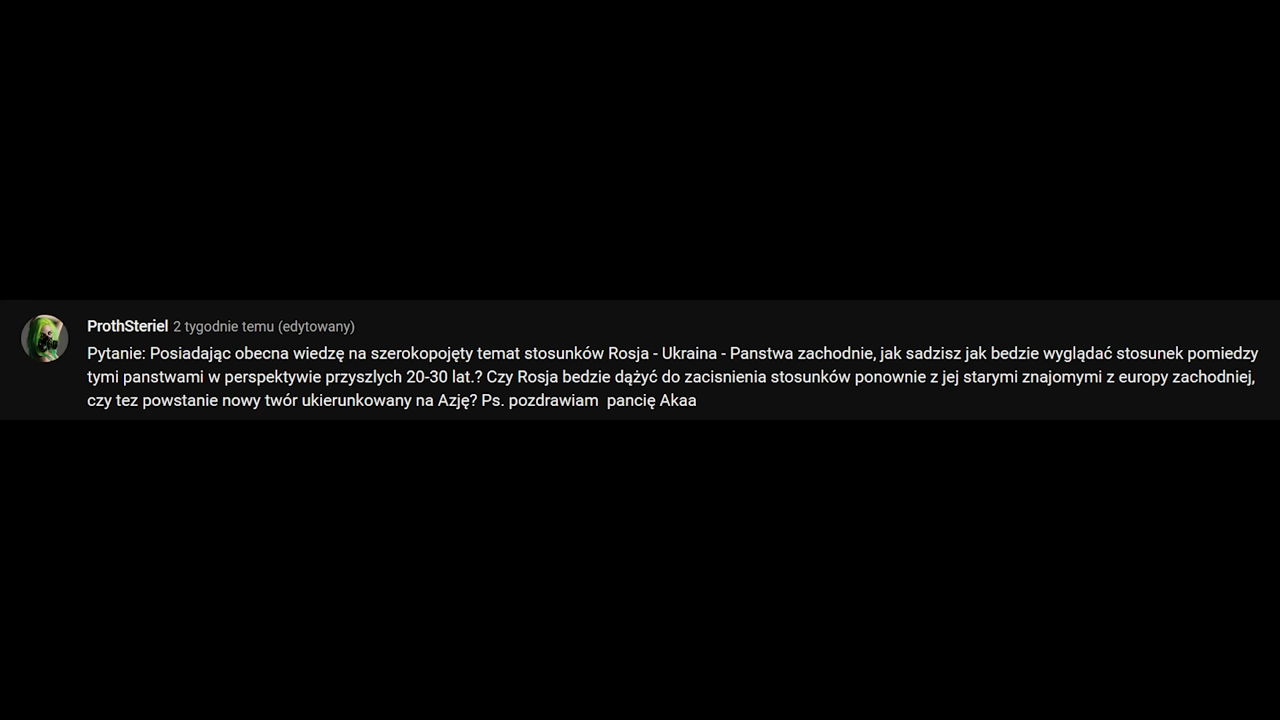 ProthSteriel 2 tygodnie temu (edytowany)
Pytanie: Posiadając obecna wiedzę na szerokopojęty temat stosunków Rosja - Ukraina - Panstwa zachodnie, jak sadzisz jak bedzie wyglądać stosunek pomiedzy
tymi panstwami w perspektywie przyszlych 20-30 lat.? Czy Rosja bedzie dążyć do zacisnienia stosunków ponownie z jej starymi znajomymi z europy zachodniej,
czy tez powstanie nowy twór ukierunkowany na Azję? Ps. pozdrawiam  pancię Akaa